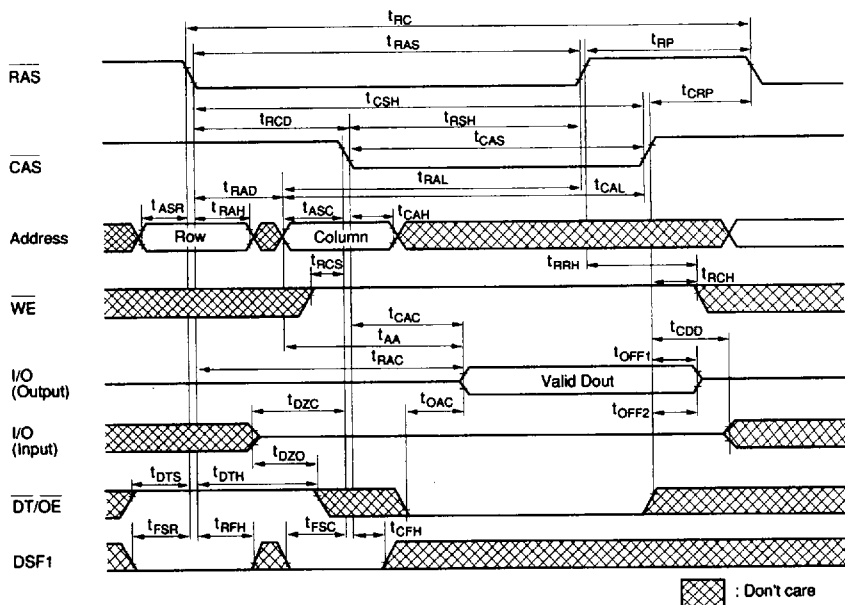 tRC
tRAS
tRP
RAS
tCSH
tCRP
tRCD
tRSH
tCAS
CAS
tRAD
tRAL
tCAL
tASR
tRAH
tASC
tCAH
Address
Row
Column
tRCS
tRRH
tRCH
WE
tCAC
tCDD
tAA
tRAC
tOFF1
I/O
(Output)
Valid Dout
tDZC
tOAC
tOFF2
I/O
(Input)
tDZO
tDTS
tDTH
DT/OE
tFSR
tRFH
tFSC
tCFH
DSF1
: Don't care